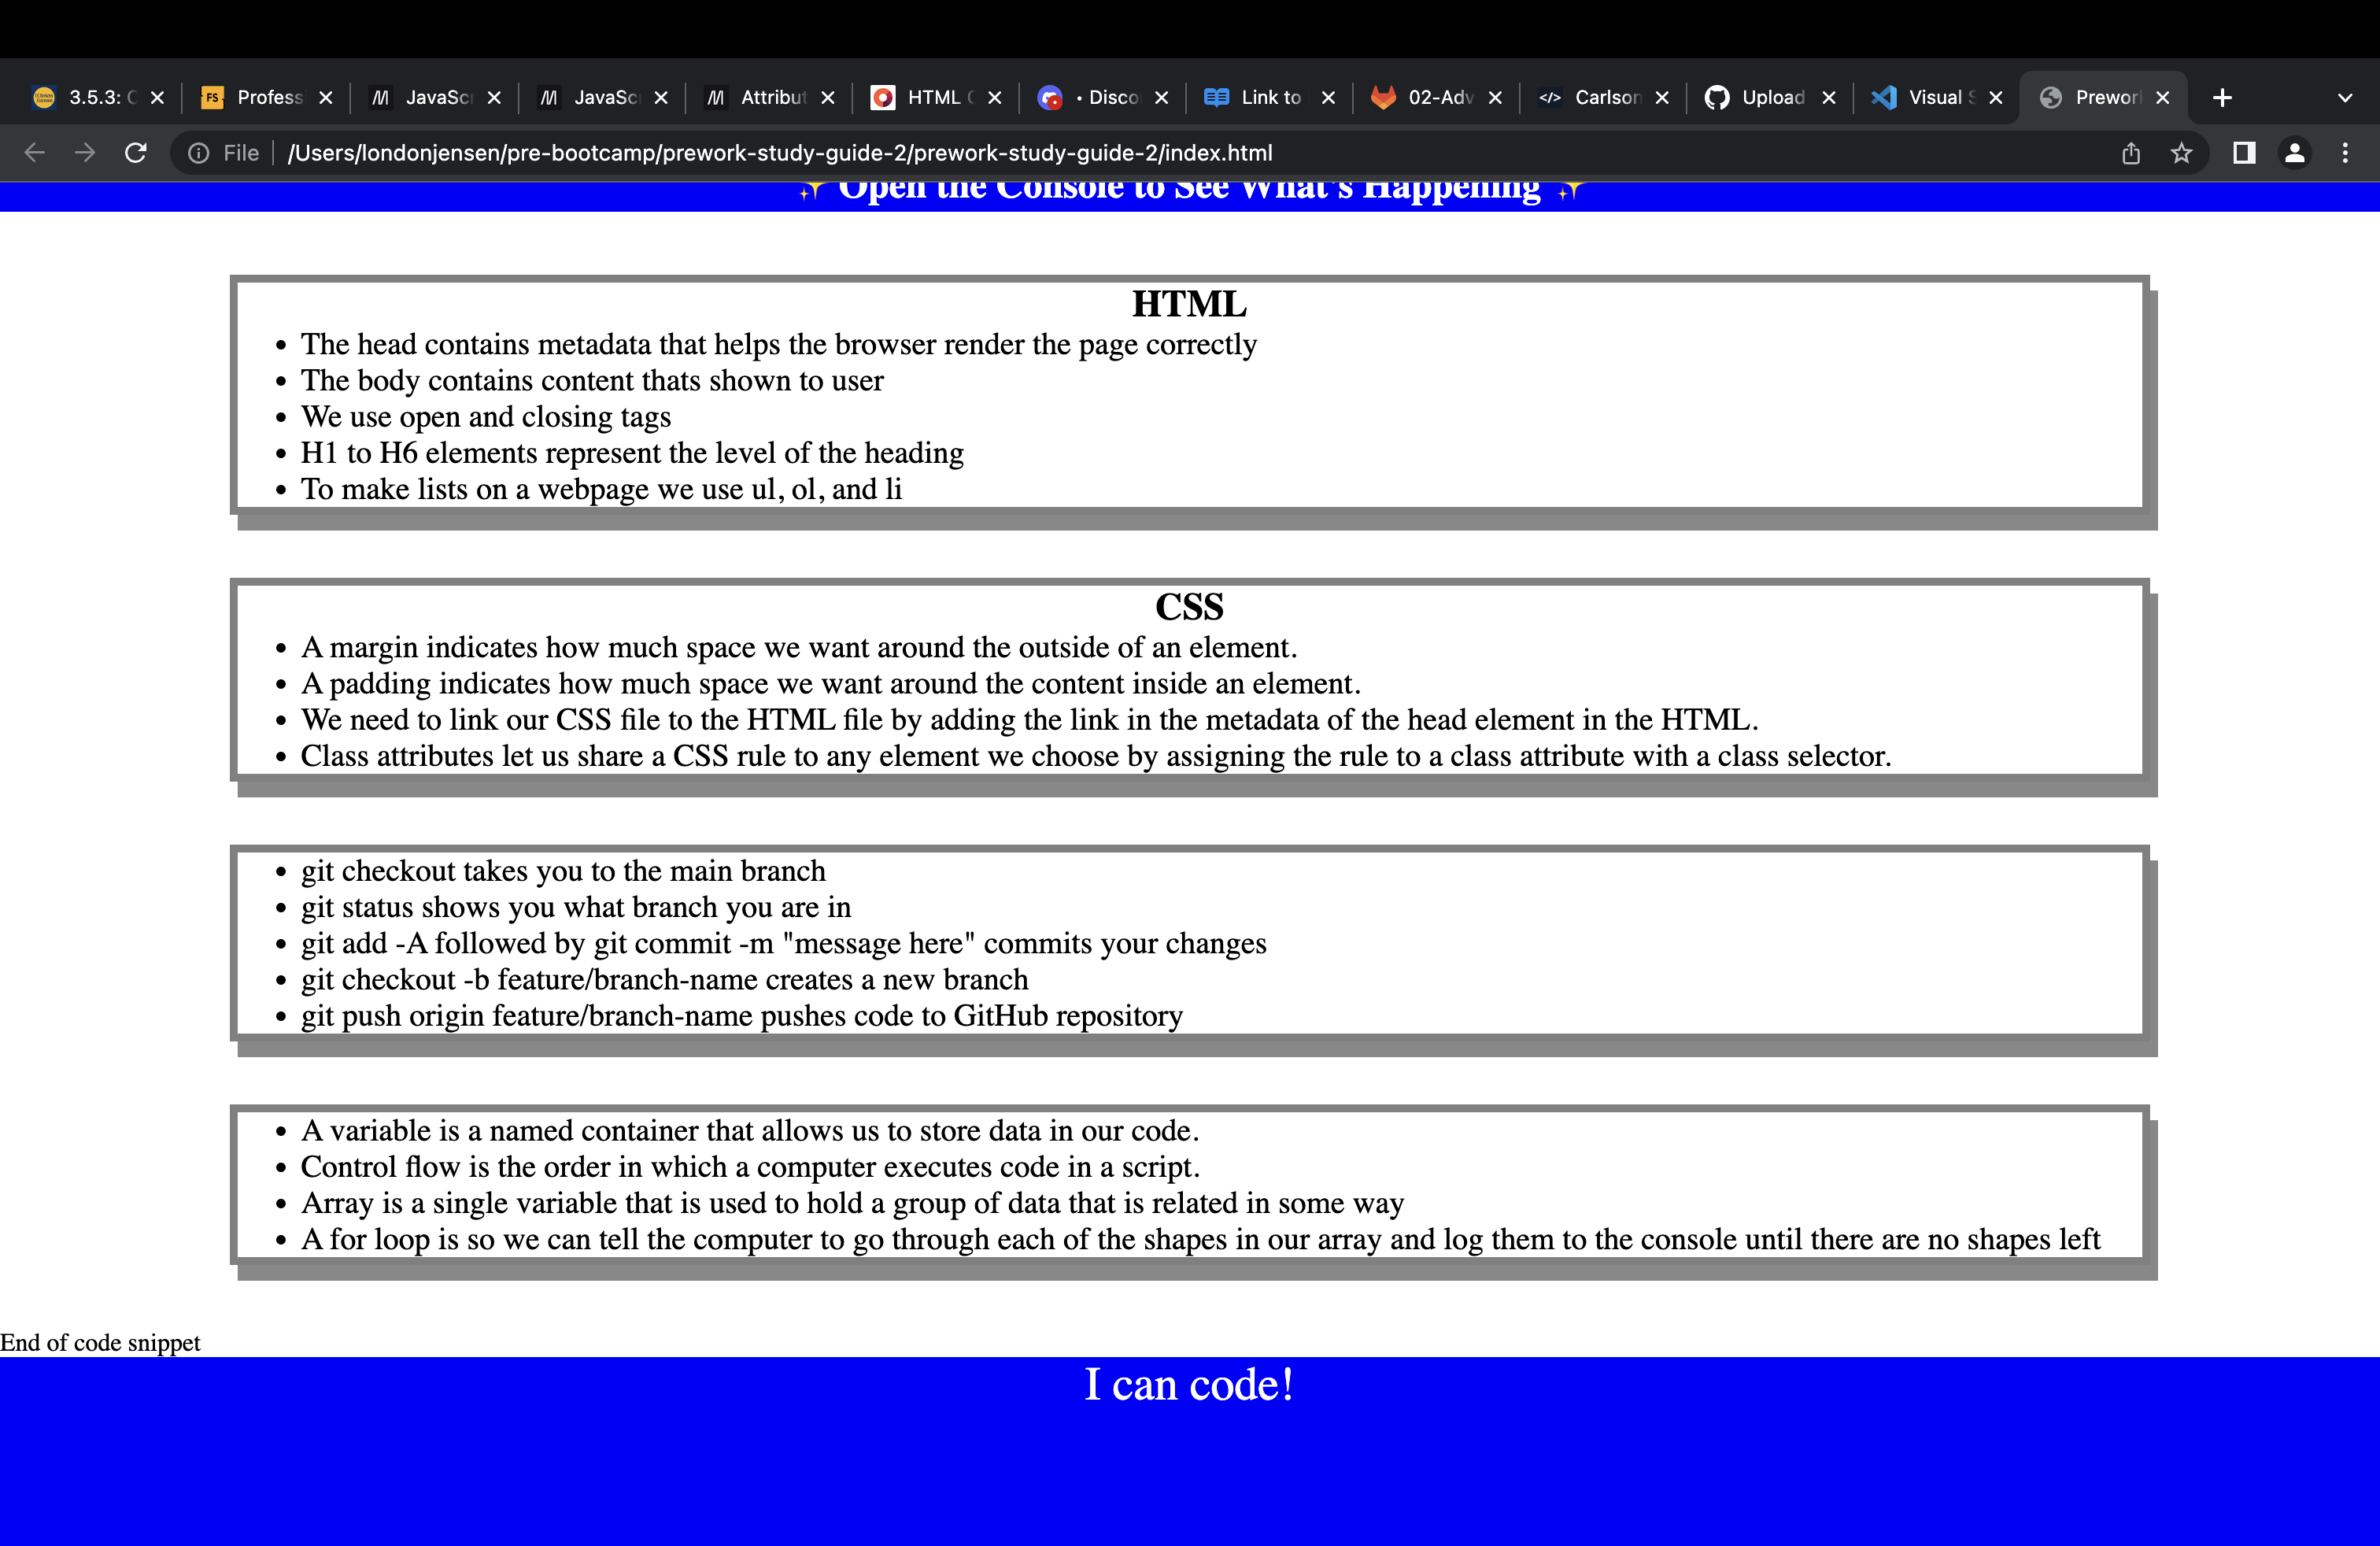 3.5.3: C
Profess
JavaSc
JavaSc
Attribut
HTML C
• Disco
Link to
02-Adv
Carlson
Upload
Visual S
Prewor
File
/Users/londonjensen/pre-bootcamp/prework-study-guide-2/prework-study-guide-2/index.html
✨ Open the Console to See What's Happening ✨
HTML
• The head contains metadata that helps the browser render the page correctly
• The body contains content thats shown to user
• We use open and closing tags
• H1 to H6 elements represent the level of the heading
• To make lists on a webpage we use ul, ol, and li
CSS
• A margin indicates how much space we want around the outside of an element.
• A padding indicates how much space we want around the content inside an element.
• We need to link our CSS file to the HTML file by adding the link in the metadata of the head element in the HTML.
• Class attributes let us share a CSS rule to any element we choose by assigning the rule to a class attribute with a class selector.
• git checkout takes you to the main branch
• git status shows you what branch you are in
• git add -A followed by git commit -m "message here" commits your changes
• git checkout -b feature/branch-name creates a new branch
• git push origin feature/branch-name pushes code to GitHub repository
• A variable is a named container that allows us to store data in our code.
• Control flow is the order in which a computer executes code in a script.
• Array is a single variable that is used to hold a group of data that is related in some way
• A for loop is so we can tell the computer to go through each of the shapes in our array and log them to the console until there are no shapes left
End of code snippet
I can code!